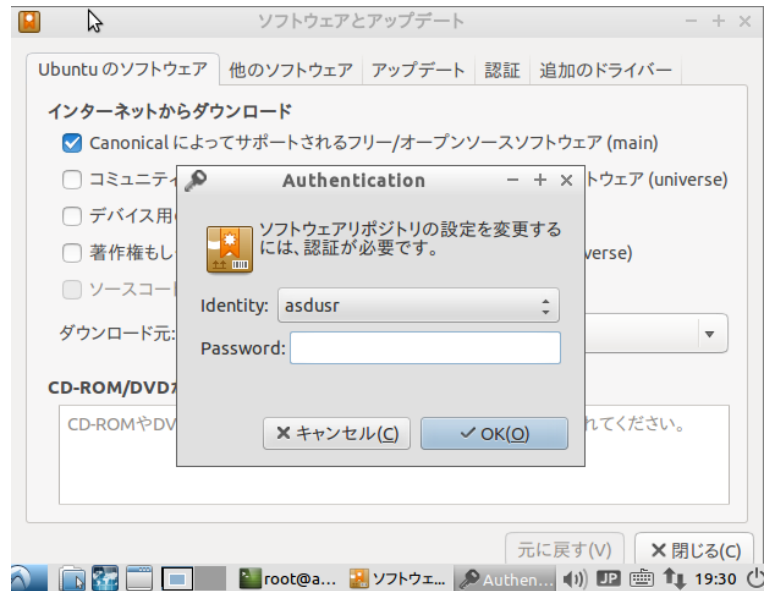 ソフトウェアとアップデート
Ubuntu のソフトウェア 他のソフトウェア アップデート 認証 追加のドライバー
インターネットからダウンロード
Canonical によってサポートされるフリー/オープンソースソフトウェア (main)
コミュニティ
トウェア (universe)
デバイス用
著作権もし
verse)
ソースコード
ダウンロード元:
CD-ROM/DVD
CD-ROMやDV
れてください。
Authentication
ソフトウェアリポジトリの設定を変更する
には、認証が必要です。
Identity: asdusr
Password:
キャンセル(C) OK(O)
元に戻す(V) 閉じる(C)
root@a... ソフトウェ... Authen... JP 19:30